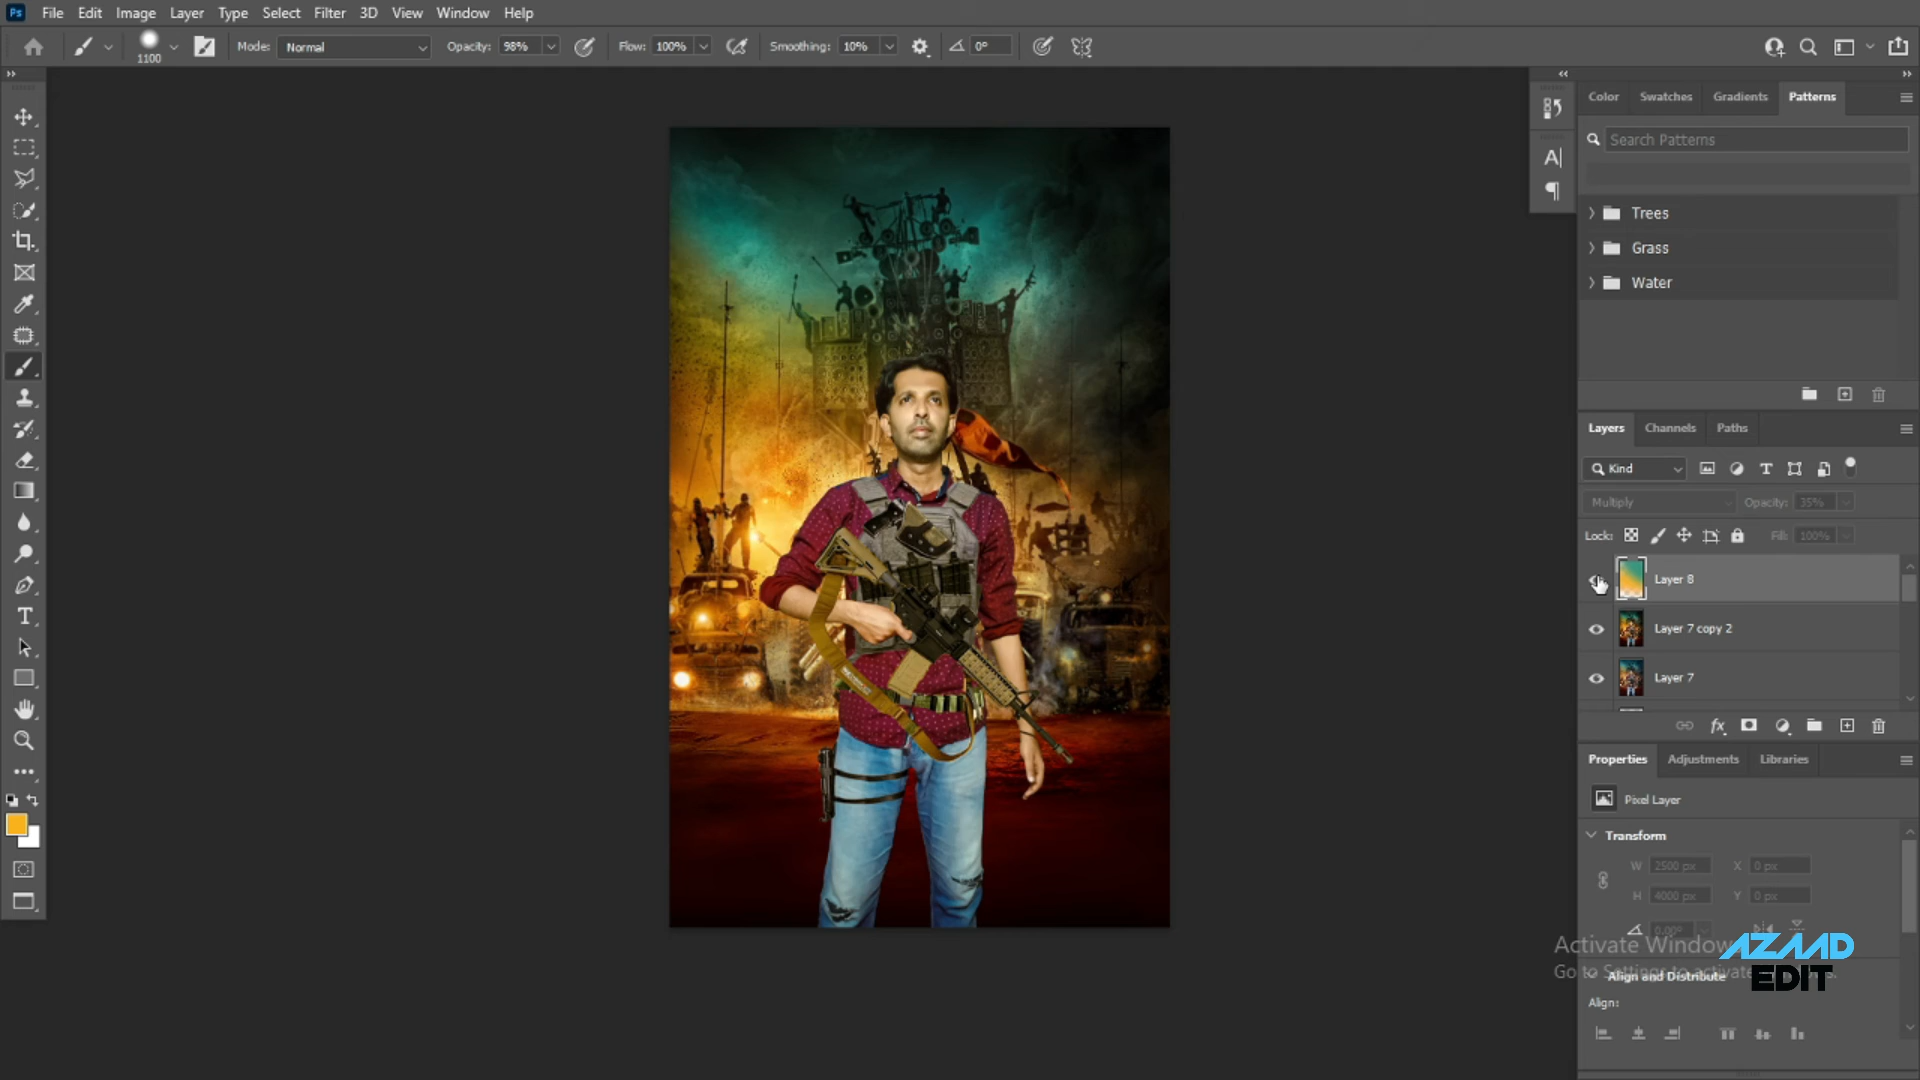 Ps File Edit Image Layer Type Select Filter 3D View Window Help
1100 Mode: Normal Opacity: 98% Flow: 100% Smoothing: 10% 0°
Color Swatches Gradients Patterns
Search Patterns
Trees
Grass
Water
Layers Channels Paths
Kind
Multiply Opacity: 35%
Lock: Fill: 100%
Layer 8
Layer 7 copy 2
Layer 7
fx
Properties Adjustments Libraries
Pixel Layer
Transform
W 2500 px X 0 px
H 4000 px Y 0 px
0.00°
Activate Window
AZAAD
EDIT
Go to Settings to activate
Align and Distribute
Align: